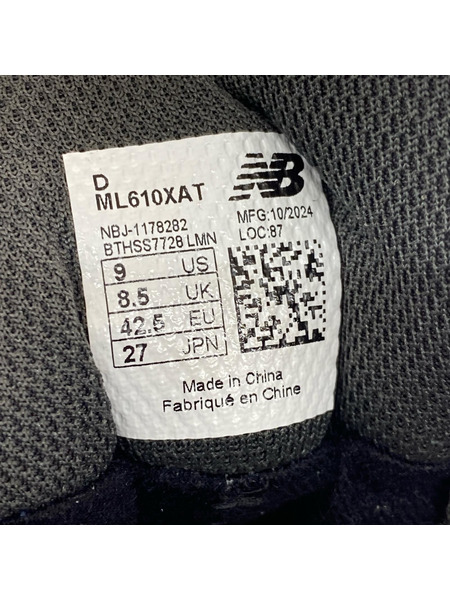 D
ML610XAT
NB
NBJ-1178282
BTHSS7728 LMN
MFG:10/2024
LOC:87
9 US
8.5 UK
42.5 EU
27 JPN
Made in China
Fabriqué en Chine